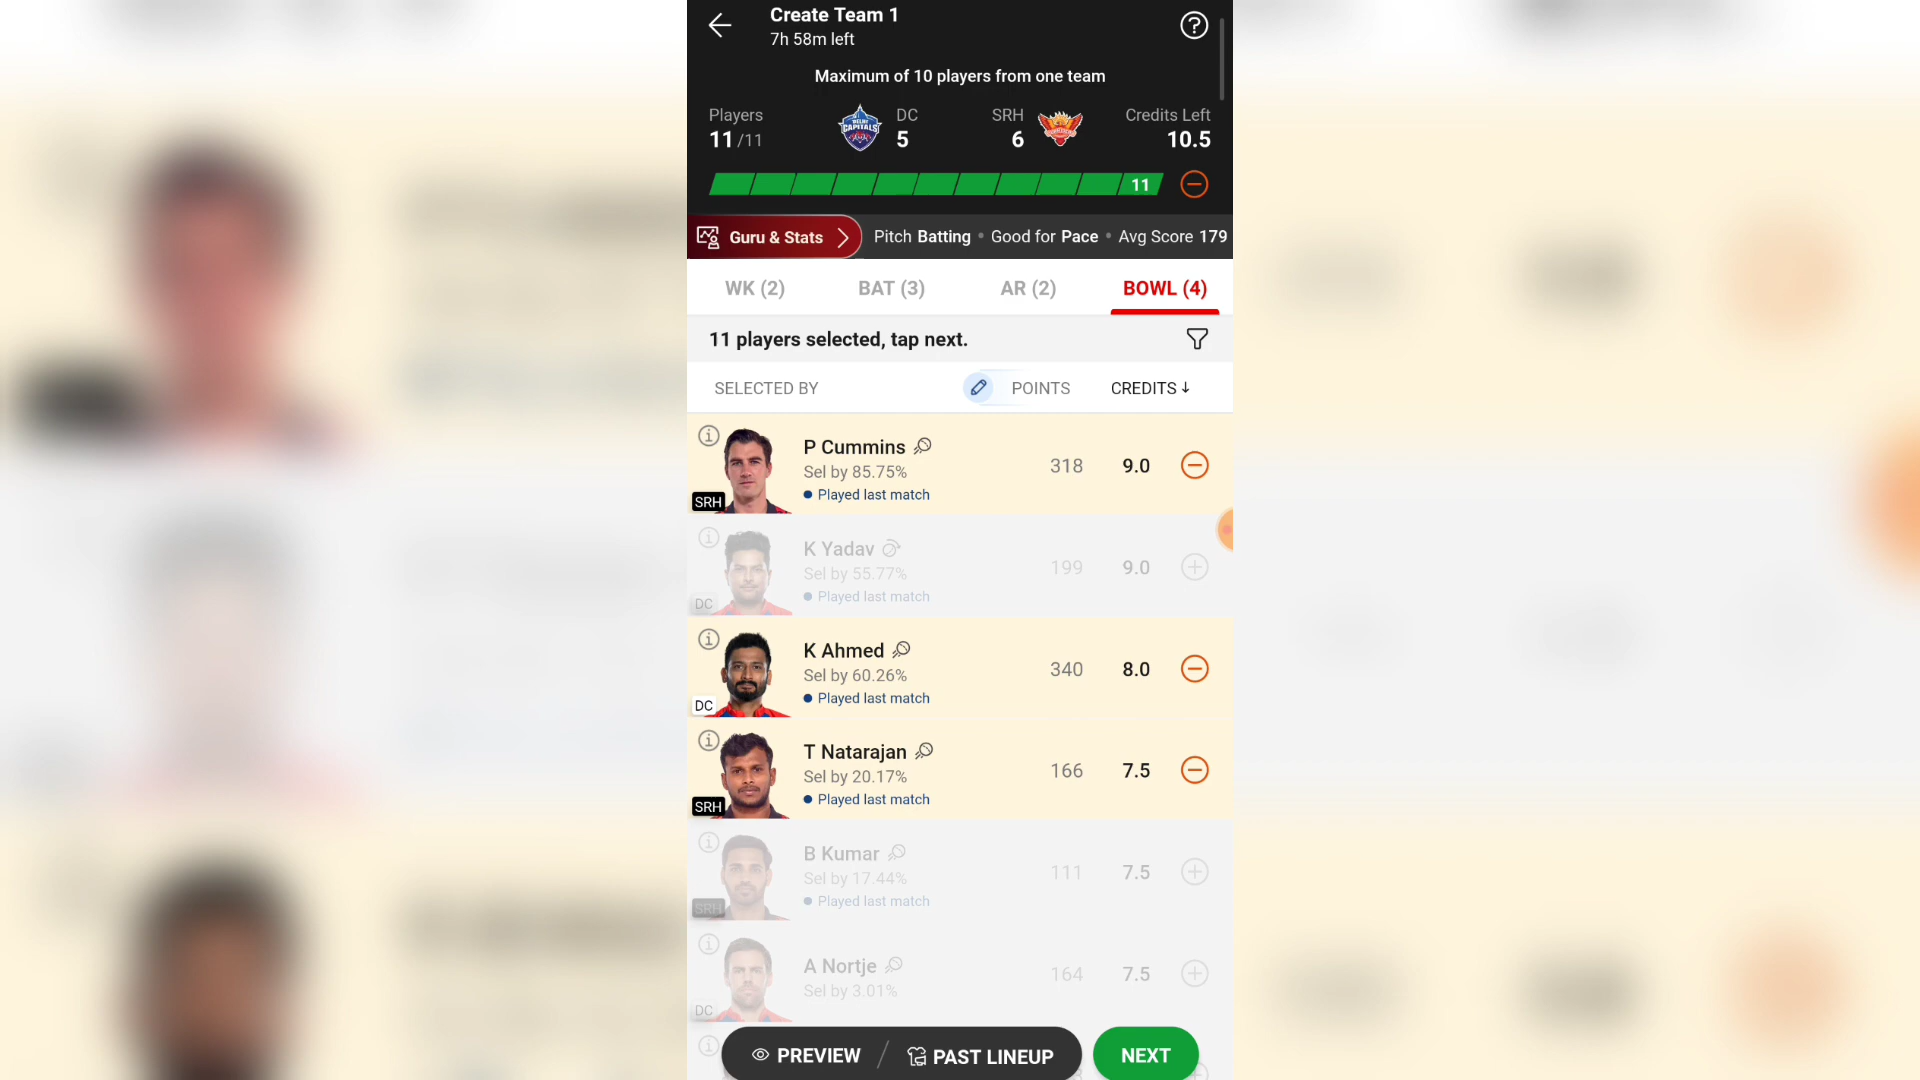 Create Team 1
7h 58m left
Maximum of 10 players from one team
Players DC SRH Credits Left
11/11 5 6 10.5
DELHI CAPITALS
11
Guru & Stats Pitch Batting • Good for Pace • Avg Score 179
WK (2) BAT (3) AR (2) BOWL (4)
11 players selected, tap next.
SELECTED BY POINTS CREDITS↓
P Cummins
Sel by 85.75% 318 9.0
SRH • Played last match
K Yadav
Sel by 55.77% 199 9.0
DC • Played last match
K Ahmed
Sel by 60.26% 340 8.0
DC • Played last match
T Natarajan
Sel by 20.17% 166 7.5
SRH • Played last match
B Kumar
Sel by 17.44% 111 7.5
SRH • Played last match
A Nortje
Sel by 3.01% 164 7.5
DC
PREVIEW / PAST LINEUP NEXT